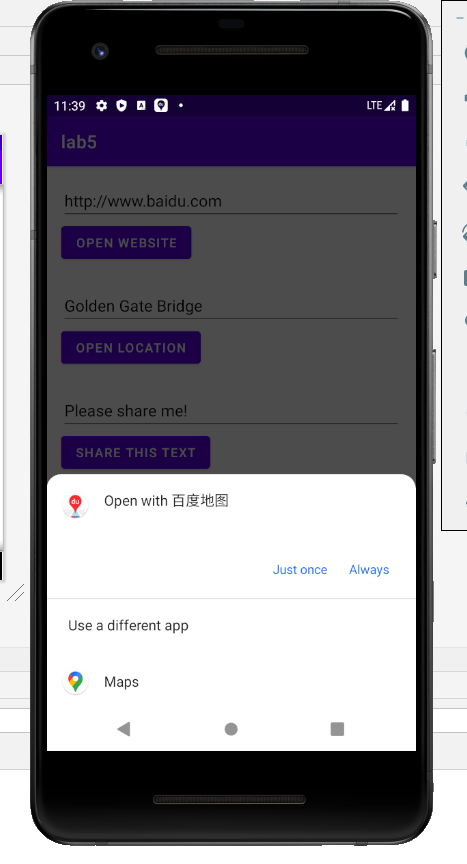 11:39
LTE
lab5
http://www.baidu.com
OPEN WEBSITE
Golden Gate Bridge
OPEN LOCATION
Please share me!
SHARE THIS TEXT
du
Open with 百度地图
Just once
Always
Use a different app
Maps